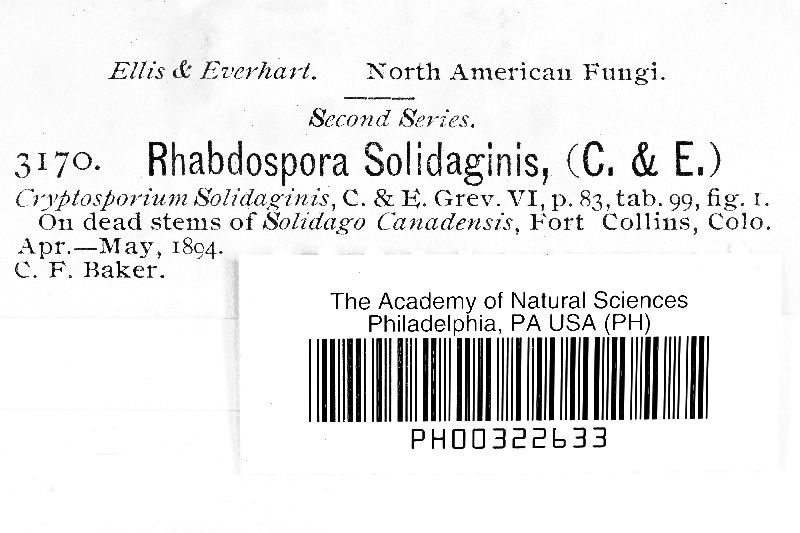 Ellis & Everhart. North American Fungi.
Second Series.
3170. Rhabdospora Solidaginis, (C. & E.)
Cryptosporium Solidaginis, C. & E. Grev. VI, p. 83, tab. 99, fig. 1.
On dead stems of Solidago Canadensis, Fort Collins, Colo.
Apr.—May, 1894.
C. F. Baker.
The Academy of Natural Sciences
Philadelphia, PA USA (PH)
PH00322633